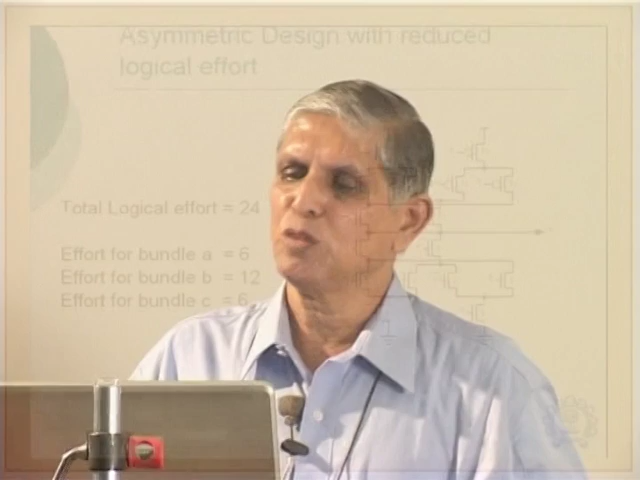 Asymmetric Design with reduced
logical effort
Total Logical effort = 24
Effort for bundle a = 6
Effort for bundle b = 12
Effort for bundle c = 6